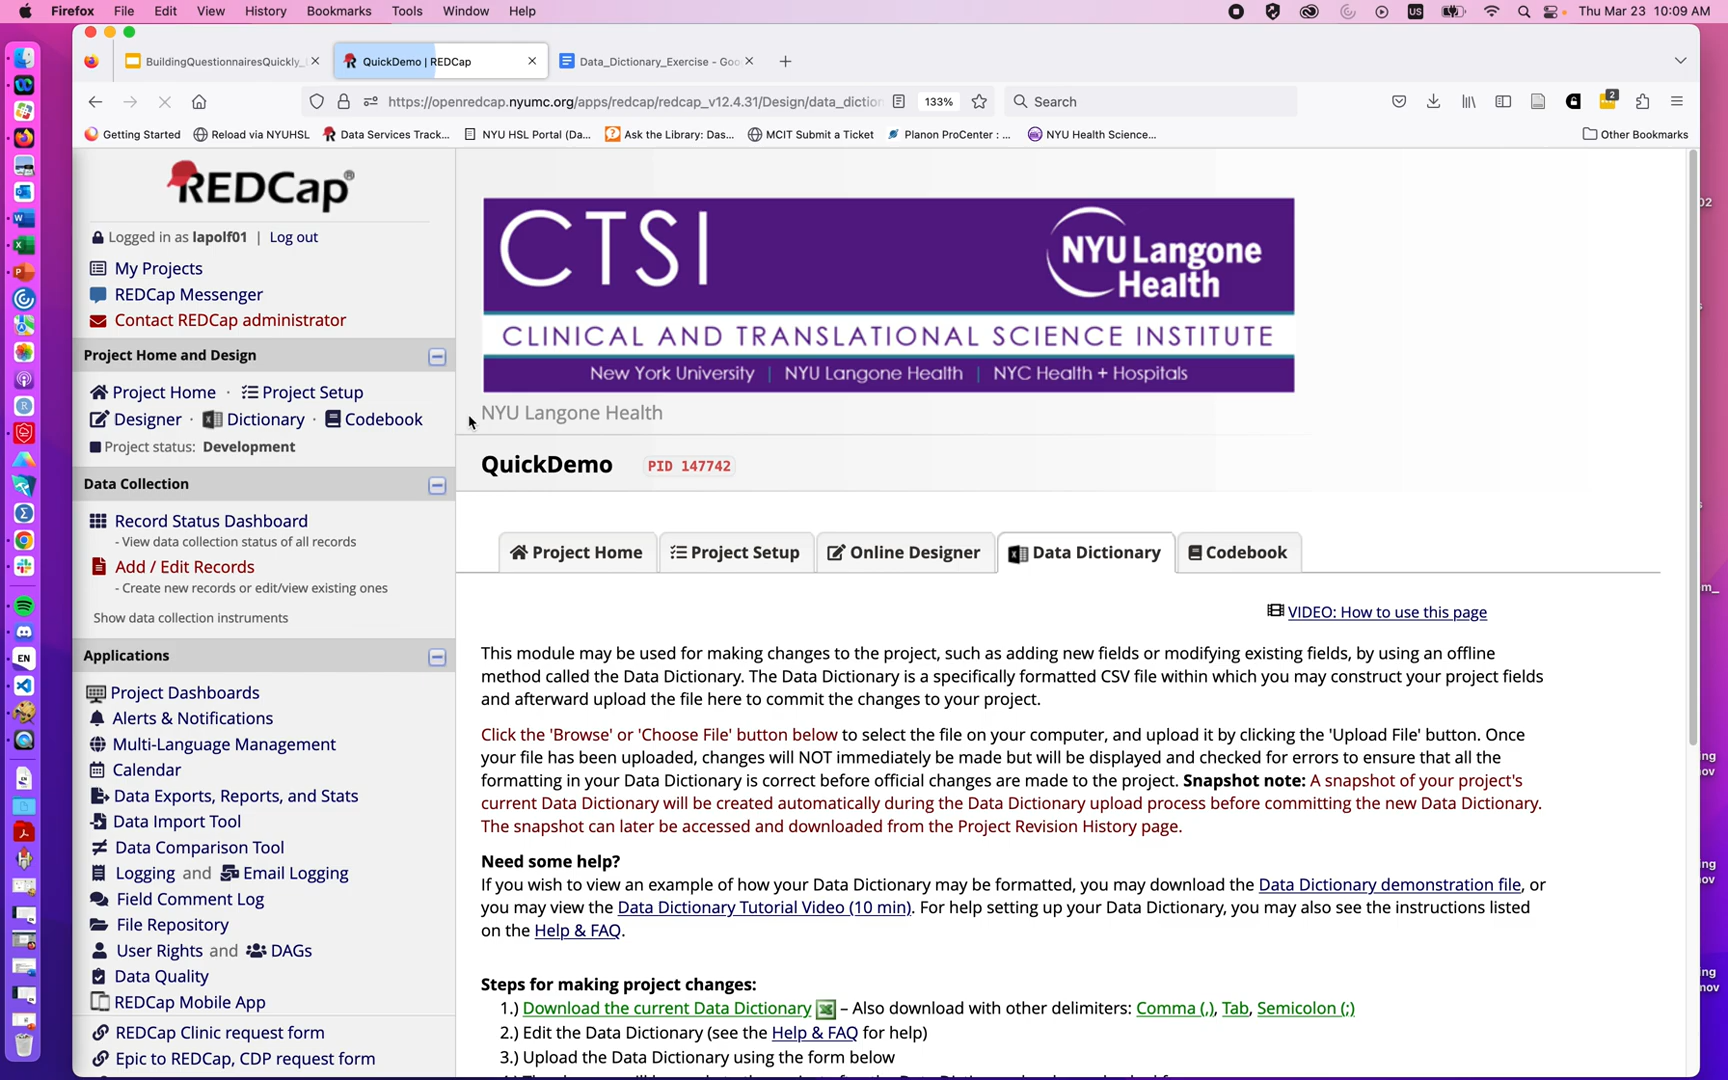 Firefox File Edit View History Bookmarks Tools Window Help
US
Thu Mar 23 10:09 AM
BuildingQuestionnairesQuickly_
QuickDemo | REDCap
Data_Dictionary_Exercise - Goo
https://openredcap.nyumc.org/apps/redcap/redcap_v12.4.31/Design/data_diction
133%
Search
2
Getting Started
Reload via NYUHSL
Data Services Track...
NYU HSL Portal (Da...
Ask the Library: Das...
MCIT Submit a Ticket
Planon ProCenter : ...
NYU Health Science...
Other Bookmarks
REDCap®
Logged in as lapolf01 | Log out
My Projects
REDCap Messenger
Contact REDCap administrator
Project Home and Design
Project Home · Project Setup
Designer · Dictionary · Codebook
Project status: Development
Data Collection
Record Status Dashboard
- View data collection status of all records
Add / Edit Records
- Create new records or edit/view existing ones
Show data collection instruments
Applications
Project Dashboards
Alerts & Notifications
Multi-Language Management
Calendar
Data Exports, Reports, and Stats
Data Import Tool
Data Comparison Tool
Logging and Email Logging
Field Comment Log
File Repository
User Rights and DAGs
Data Quality
REDCap Mobile App
REDCap Clinic request form
Epic to REDCap, CDP request form
CTSI
NYU Langone
Health
CLINICAL AND TRANSLATIONAL SCIENCE INSTITUTE
New York University | NYU Langone Health | NYC Health + Hospitals
NYU Langone Health
QuickDemo PID 147742
Project Home
Project Setup
Online Designer
Data Dictionary
Codebook
VIDEO: How to use this page
This module may be used for making changes to the project, such as adding new fields or modifying existing fields, by using an offline
method called the Data Dictionary. The Data Dictionary is a specifically formatted CSV file within which you may construct your project fields
and afterward upload the file here to commit the changes to your project.
Click the 'Browse' or 'Choose File' button below to select the file on your computer, and upload it by clicking the 'Upload File' button. Once
your file has been uploaded, changes will NOT immediately be made but will be displayed and checked for errors to ensure that all the
formatting in your Data Dictionary is correct before official changes are made to the project. Snapshot note: A snapshot of your project's
current Data Dictionary will be created automatically during the Data Dictionary upload process before committing the new Data Dictionary.
The snapshot can later be accessed and downloaded from the Project Revision History page.
Need some help?
If you wish to view an example of how your Data Dictionary may be formatted, you may download the Data Dictionary demonstration file, or
you may view the Data Dictionary Tutorial Video (10 min). For help setting up your Data Dictionary, you may also see the instructions listed
on the Help & FAQ.
Steps for making project changes:
1.) Download the current Data Dictionary – Also download with other delimiters: Comma (,), Tab, Semicolon (;)
2.) Edit the Data Dictionary (see the Help & FAQ for help)
3.) Upload the Data Dictionary using the form below